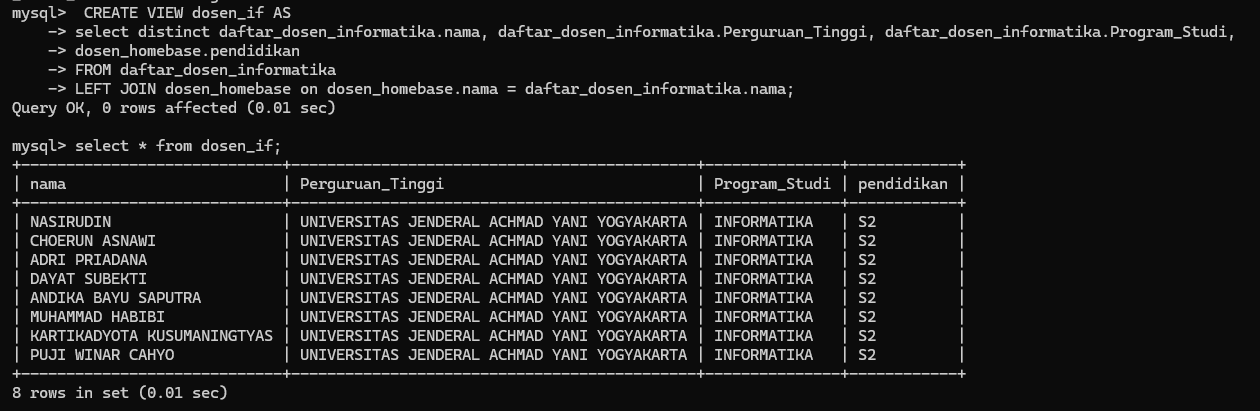 mysql>  CREATE VIEW dosen_if AS
    -> select distinct daftar_dosen_informatika.nama, daftar_dosen_informatika.Perguruan_Tinggi, daftar_dosen_informatika.Program_Studi,
    -> dosen_homebase.pendidikan
    -> FROM daftar_dosen_informatika
    -> LEFT JOIN dosen_homebase on dosen_homebase.nama = daftar_dosen_informatika.nama;
Query OK, 0 rows affected (0.01 sec)
mysql> select * from dosen_if;
+-----------------------------+---------------------------------------------+---------------+------------+
| nama                        | Perguruan_Tinggi                            | Program_Studi | pendidikan |
+-----------------------------+---------------------------------------------+---------------+------------+
| NASIRUDIN                   | UNIVERSITAS JENDERAL ACHMAD YANI YOGYAKARTA | INFORMATIKA   | S2         |
| CHOERUN ASNAWI              | UNIVERSITAS JENDERAL ACHMAD YANI YOGYAKARTA | INFORMATIKA   | S2         |
| ADRI PRIADANA               | UNIVERSITAS JENDERAL ACHMAD YANI YOGYAKARTA | INFORMATIKA   | S2         |
| DAYAT SUBEKTI               | UNIVERSITAS JENDERAL ACHMAD YANI YOGYAKARTA | INFORMATIKA   | S2         |
| ANDIKA BAYU SAPUTRA         | UNIVERSITAS JENDERAL ACHMAD YANI YOGYAKARTA | INFORMATIKA   | S2         |
| MUHAMMAD HABIBI             | UNIVERSITAS JENDERAL ACHMAD YANI YOGYAKARTA | INFORMATIKA   | S2         |
| KARTIKADYOTA KUSUMANINGTYAS | UNIVERSITAS JENDERAL ACHMAD YANI YOGYAKARTA | INFORMATIKA   | S2         |
| PUJI WINAR CAHYO            | UNIVERSITAS JENDERAL ACHMAD YANI YOGYAKARTA | INFORMATIKA   | S2         |
+-----------------------------+---------------------------------------------+---------------+------------+
8 rows in set (0.01 sec)